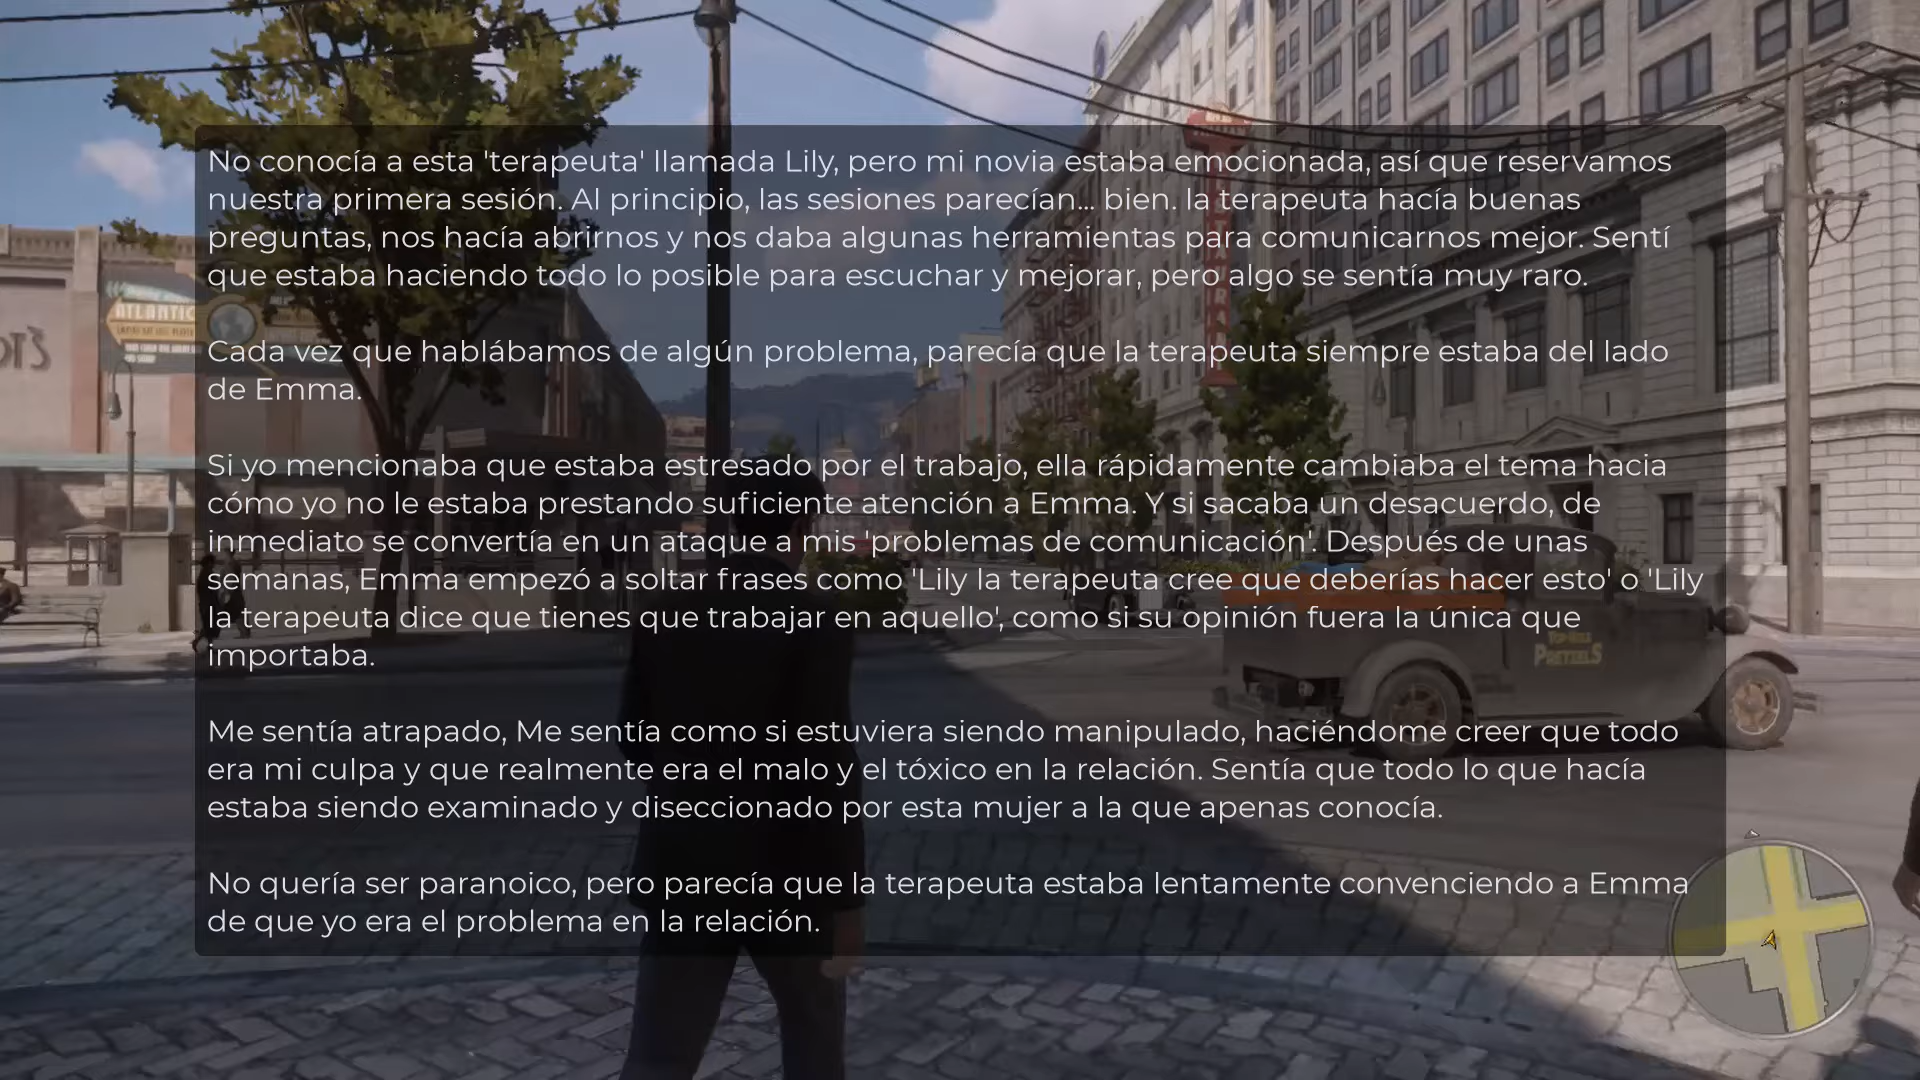 No conocía a esta 'terapeuta' llamada Lily, pero mi novia estaba emocionada, así que reservamos
nuestra primera sesión. Al principio, las sesiones parecían... bien. la terapeuta hacía buenas
preguntas, nos hacía abrirnos y nos daba algunas herramientas para comunicarnos mejor. Sentí
que estaba haciendo todo lo posible para escuchar y mejorar, pero algo se sentía muy raro.
Cada vez que hablábamos de algún problema, parecía que la terapeuta siempre estaba del lado
de Emma.
Si yo mencionaba que estaba estresado por el trabajo, ella rápidamente cambiaba el tema hacia
cómo yo no le estaba prestando suficiente atención a Emma. Y si sacaba un desacuerdo, de
inmediato se convertía en un ataque a mis 'problemas de comunicación'. Después de unas
semanas, Emma empezó a soltar frases como 'Lily la terapeuta cree que deberías hacer esto' o 'Lily
la terapeuta dice que tienes que trabajar en aquello', como si su opinión fuera la única que
importaba.
Me sentía atrapado, Me sentía como si estuviera siendo manipulado, haciéndome creer que todo
era mi culpa y que realmente era el malo y el tóxico en la relación. Sentía que todo lo que hacía
estaba siendo examinado y diseccionado por esta mujer a la que apenas conocía.
No quería ser paranoico, pero parecía que la terapeuta estaba lentamente convenciendo a Emma
de que yo era el problema en la relación.
ATLANTIC
PRETZELS